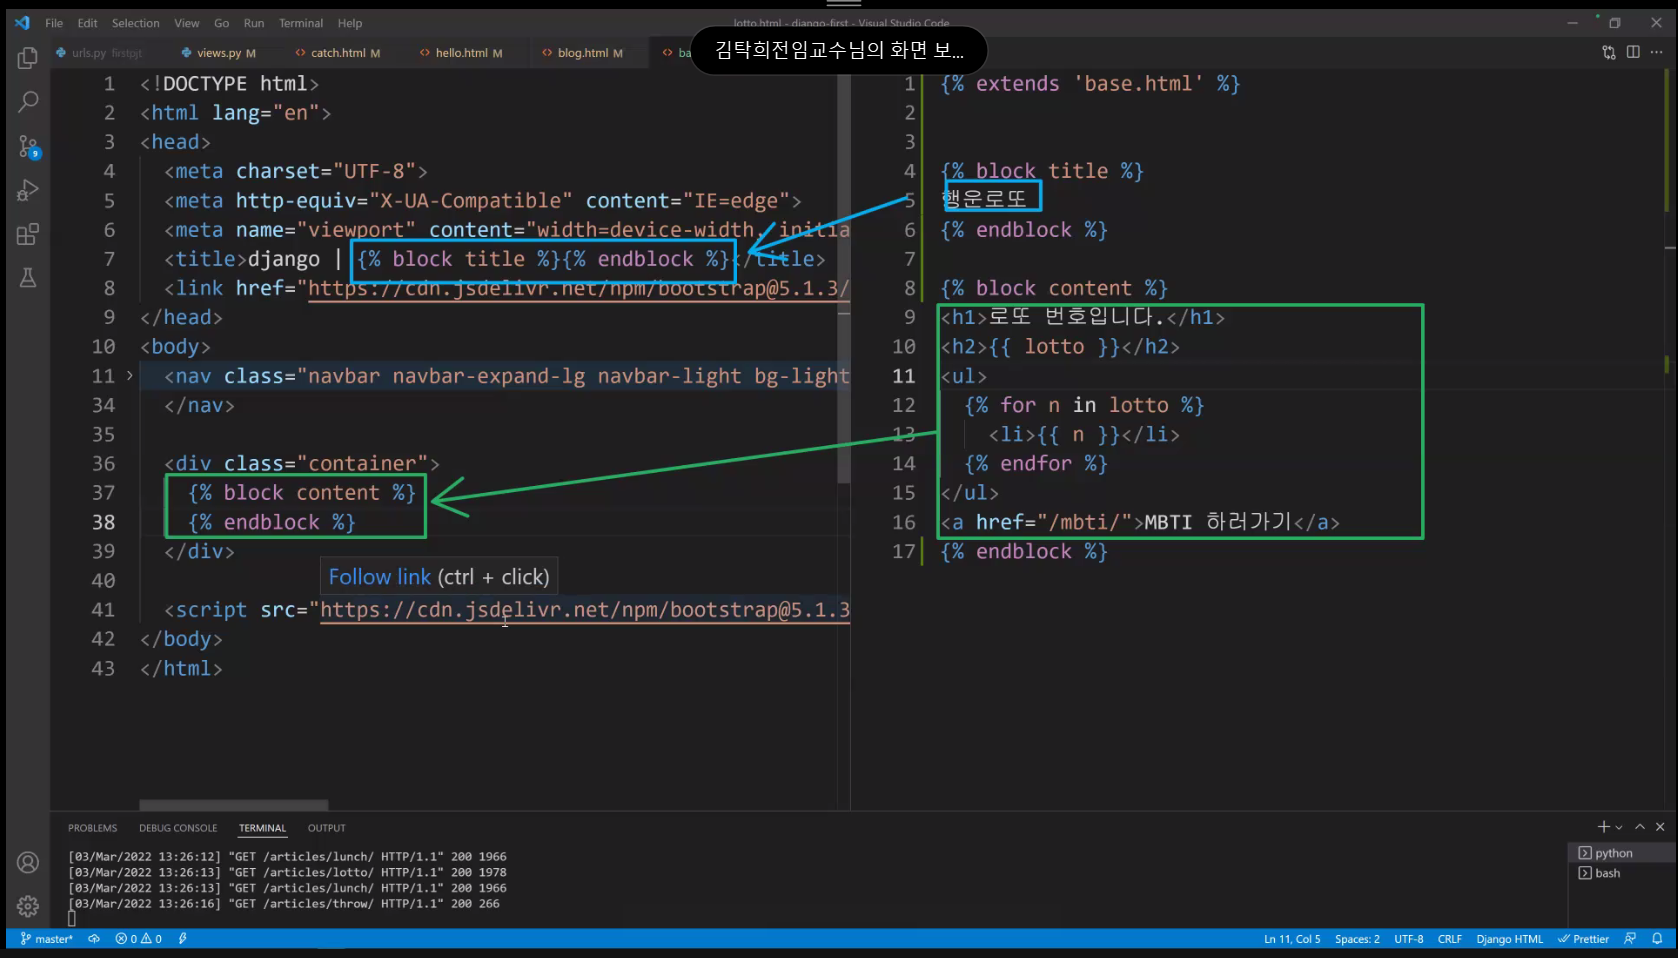 File Edit Selection View Go Run Terminal Help
lotto.html - django-first - Visual Studio Code
김탁희전임교수님의 화면 보...
urls.py firstpjt
views.py M
catch.html M
hello.html M
blog.html M
ba
1 <!DOCTYPE html>
2 <html lang="en">
3 <head>
4 <meta charset="UTF-8">
5 <meta http-equiv="X-UA-Compatible" content="IE=edge">
6 <meta name="viewport" content="width=device-width, initia
7 <title>django | {% block title %}{% endblock %}</title>
8 <link href="https://cdn.jsdelivr.net/npm/bootstrap@5.1.3/
9 </head>
10 <body>
11 <nav class="navbar navbar-expand-lg navbar-light bg-light
34 </nav>
35
36 <div class="container">
37 {% block content %}
38 {% endblock %}
39 </div>
40
Follow link (ctrl + click)
41 <script src="https://cdn.jsdelivr.net/npm/bootstrap@5.1.3
42 </body>
43 </html>
1 {% extends 'base.html' %}
2
3
4 {% block title %}
5 행운로또
6 {% endblock %}
7
8 {% block content %}
9 <h1>로또 번호입니다.</h1>
10 <h2>{{ lotto }}</h2>
11 <ul>
12 {% for n in lotto %}
13 <li>{{ n }}</li>
14 {% endfor %}
15 </ul>
16 <a href="/mbti/">MBTI 하러가기</a>
17 {% endblock %}
PROBLEMS DEBUG CONSOLE TERMINAL OUTPUT
[03/Mar/2022 13:26:12] "GET /articles/lunch/ HTTP/1.1" 200 1966
[03/Mar/2022 13:26:13] "GET /articles/lotto/ HTTP/1.1" 200 1978
[03/Mar/2022 13:26:13] "GET /articles/lunch/ HTTP/1.1" 200 1966
[03/Mar/2022 13:26:16] "GET /articles/throw/ HTTP/1.1" 200 266
python
bash
9
master* 0 0
Ln 11, Col 5 Spaces: 2 UTF-8 CRLF Django HTML Prettier